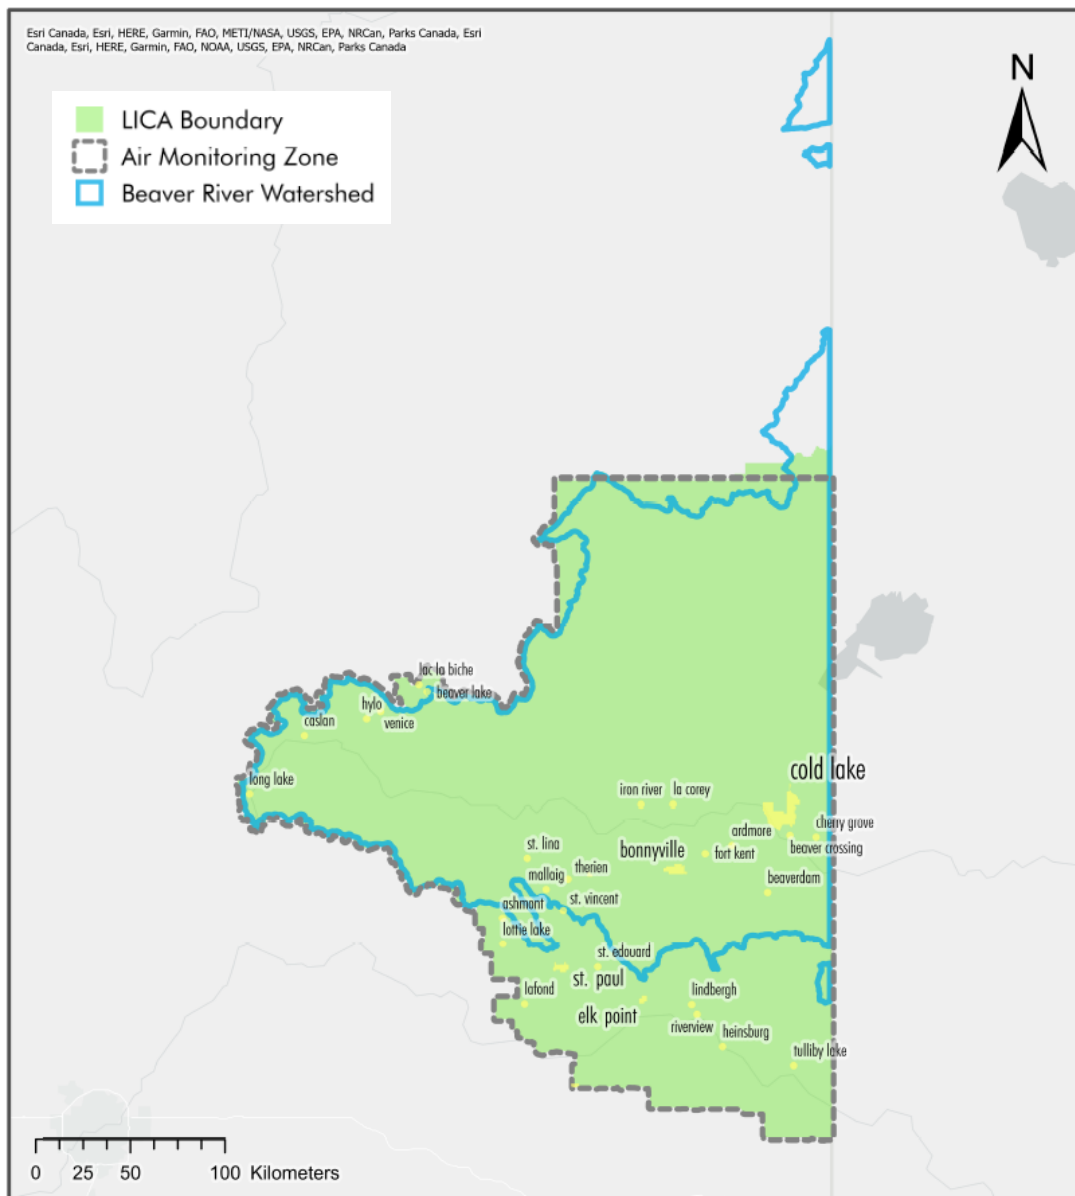 Esri Canada, Esri, HERE, Garmin, FAO, METI/NASA, USGS, EPA, NRCan, Parks Canada, Esri
Canada, Esri, HERE, Garmin, FAO, NOAA, USGS, EPA, NRCan, Parks Canada
N
LICA Boundary
Air Monitoring Zone
Beaver River Watershed
lac la biche
beaver lake
hylo
venice
caslan
long lake
cold lake
iron river
la corey
cherry grove
ardmore
beaver crossing
st. lina
bonnyville
fort kent
therien
mallaig
beaverdam
st. vincent
ashmont
lottie lake
st. edouard
st. paul
lafond
lindbergh
elk point
riverview
heinsburg
tulliby lake
0 25 50 100 Kilometers